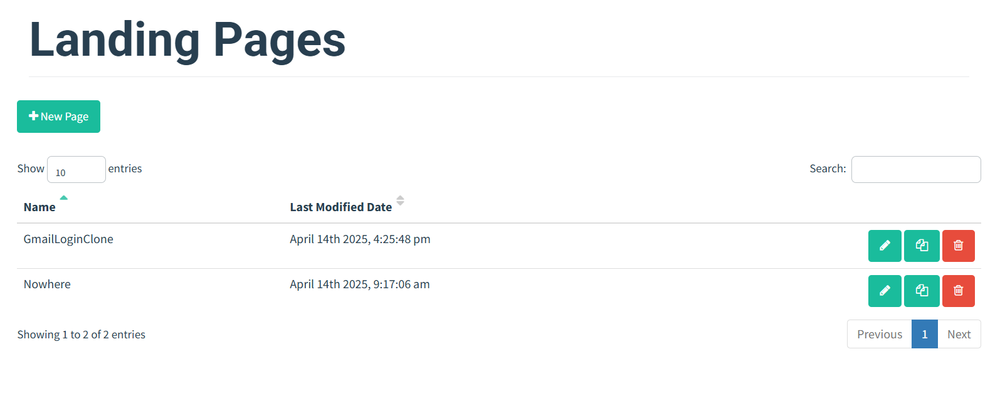 Landing Pages
New Page
Show 10 entries
Search:
Name Last Modified Date
GmailLoginClone April 14th 2025, 4:25:48 pm
Nowhere April 14th 2025, 9:17:06 am
Showing 1 to 2 of 2 entries
Previous 1 Next